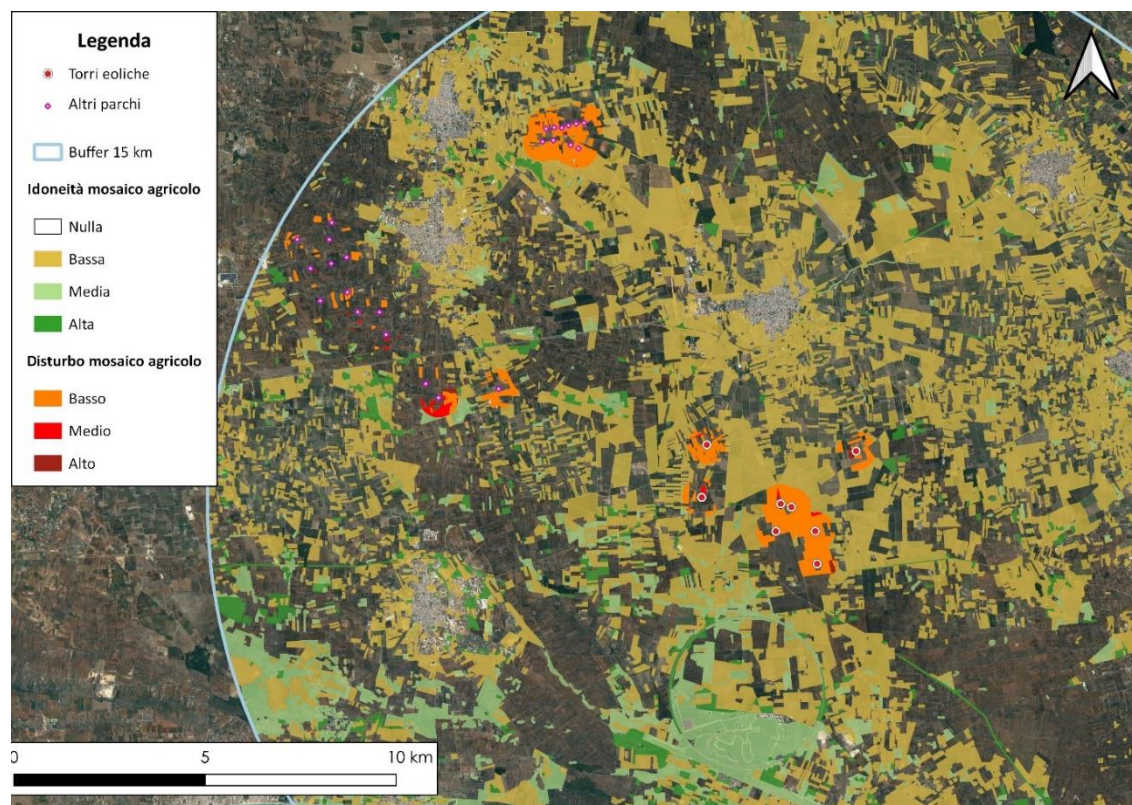 Legenda
Torri eoliche
Altri parchi
Buffer 15 km
Idoneità mosaico agricolo
Nulla
Bassa
Media
Alta
Disturbo mosaico agricolo
Basso
Medio
Alto
0 5 10 km